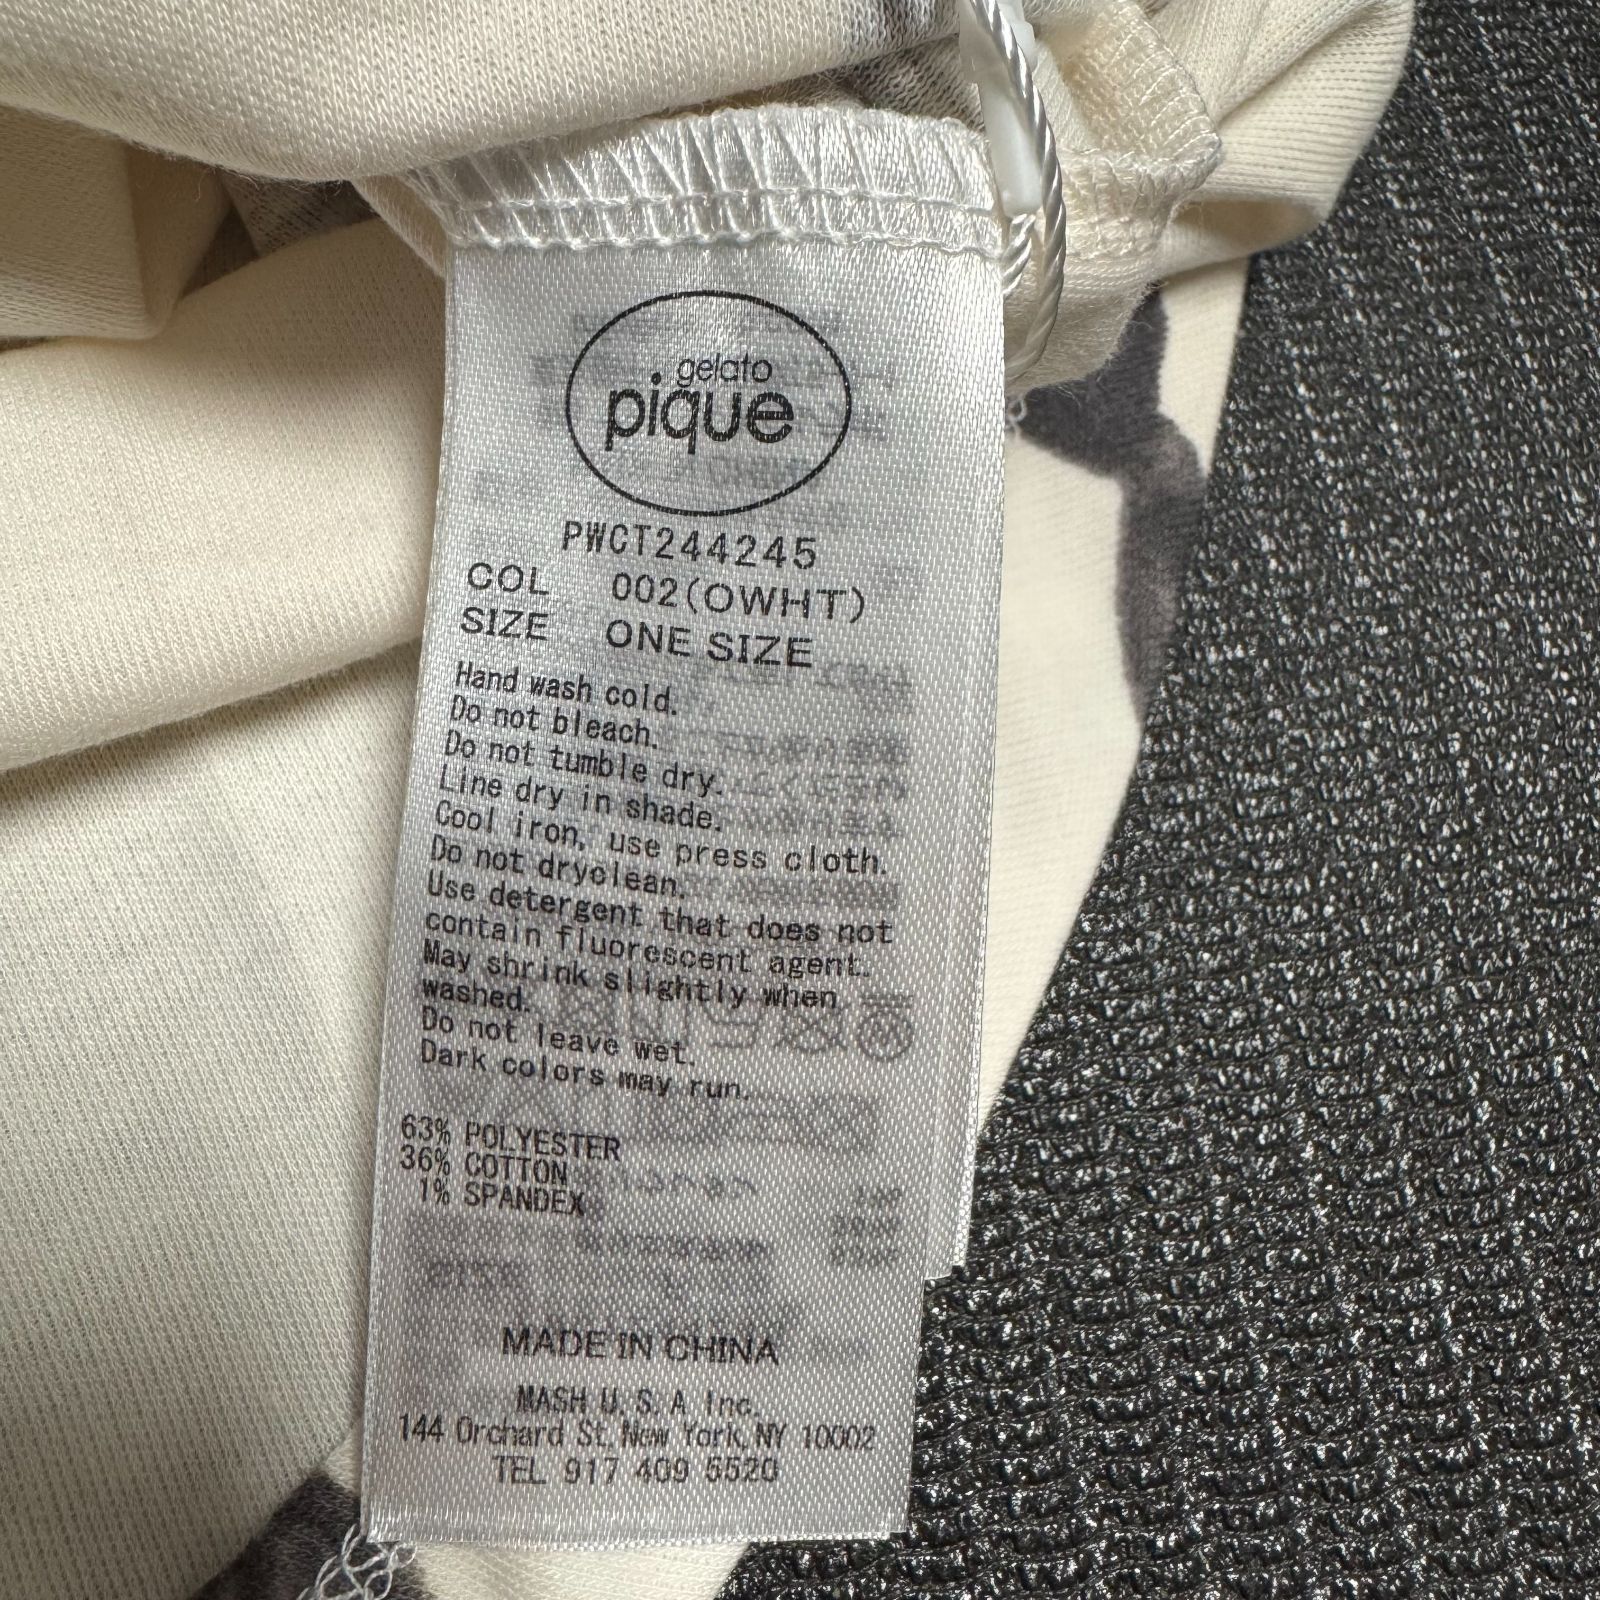 gelato
pique
PWCT244245
COL 002(OWHT)
SIZE ONE SIZE
Hand wash cold.
Do not bleach.
Do not tumble dry.
Line dry in shade.
Cool iron, use press cloth.
Do not dryclean.
Use detergent that does not
contain fluorescent agent.
May shrink slightly when
washed.
Do not leave wet.
Dark colors may run.
63% POLYESTER
36% COTTON
1% SPANDEX
MADE IN CHINA
MASH U.S.A Inc.
144 Orchard St, New York, NY 10002
TEL 917 409 5520